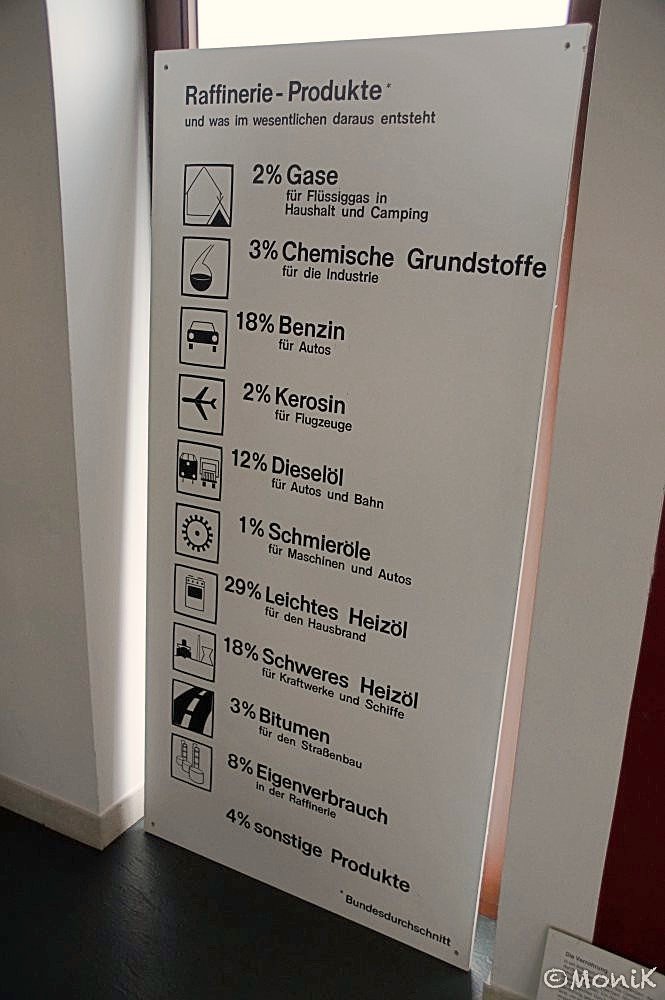 Raffinerie-Produkte*
und was im wesentlichen daraus entsteht
2% Gase
für Flüssiggas in
Haushalt und Camping
3% Chemische Grundstoffe
für die Industrie
18% Benzin
für Autos
2% Kerosin
für Flugzeuge
12% Dieselöl
für Autos und Bahn
1% Schmieröle
für Maschinen und Autos
29% Leichtes Heizöl
für den Hausbrand
18% Schweres Heizöl
für Kraftwerke und Schiffe
3% Bitumen
für den Straßenbau
8% Eigenverbrauch
in der Raffinerie
4% sonstige Produkte
* Bundesdurchschnitt
Die
©MoniK